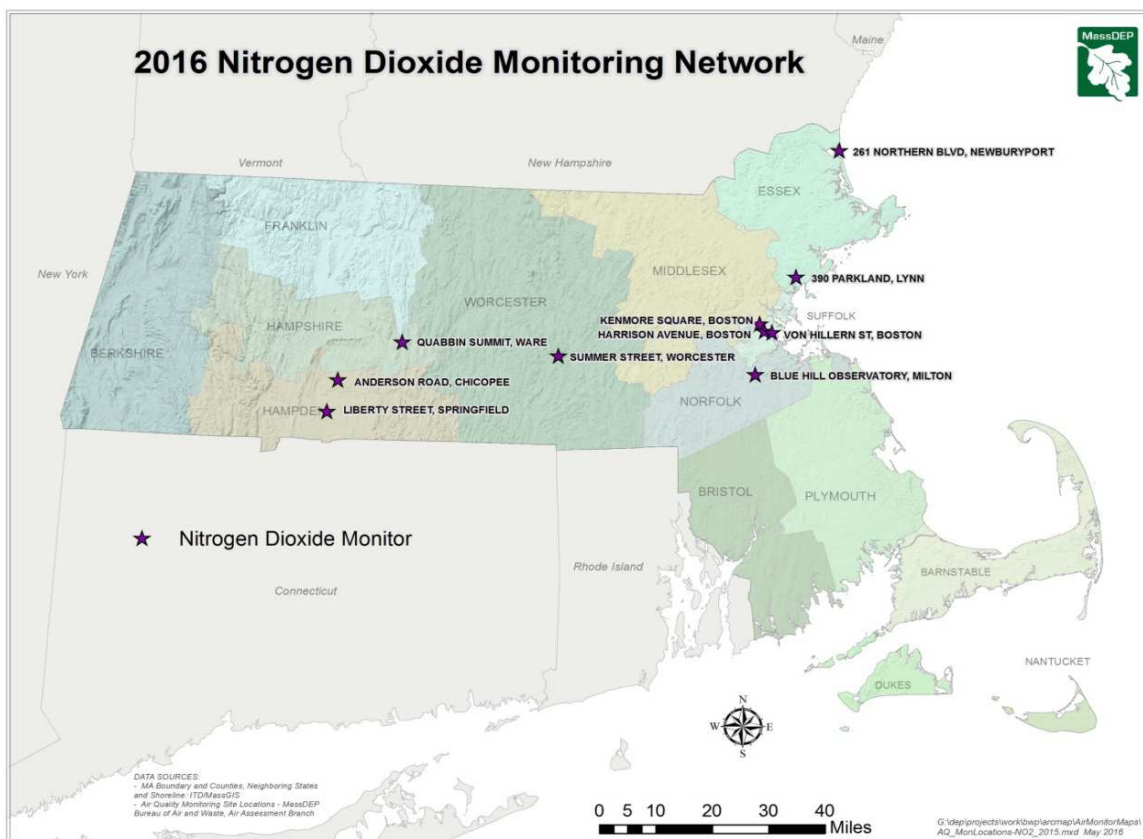 2016 Nitrogen Dioxide Monitoring Network
MassDEP
Maine
Vermont
New Hampshire
261 NORTHERN BLVD, NEWBURYPORT
ESSEX
FRANKLIN
New York
MIDDLESEX
390 PARKLAND, LYNN
WORCESTER
SUFFOLK
KENMORE SQUARE, BOSTON
HARRISON AVENUE, BOSTON
VON HILLERN ST, BOSTON
HAMPSHIRE
QUABBIN SUMMIT, WARE
BERKSHIRE
SUMMER STREET, WORCESTER
BLUE HILL OBSERVATORY, MILTON
ANDERSON ROAD, CHICOPEE
NORFOLK
HAMPDE
LIBERTY STREET, SPRINGFIELD
BRISTOL
PLYMOUTH
Nitrogen Dioxide Monitor
Rhode Island
BARNSTABLE
Connecticut
NANTUCKET
DUKES
N
W E
S
DATA SOURCES:
- MA Boundary and Counties, Neighboring States
and Shoreline: ITD/MassGIS
- Air Quality Monitoring Site Locations - MassDEP
Bureau of Air and Waste, Air Assessment Branch
0 5 10 20 30 40
Miles
G:\dep\projects\work\bwp\arcmap\AirMonitorMaps\
AQ_MonLocations-NO2_2015.mxd May 2016